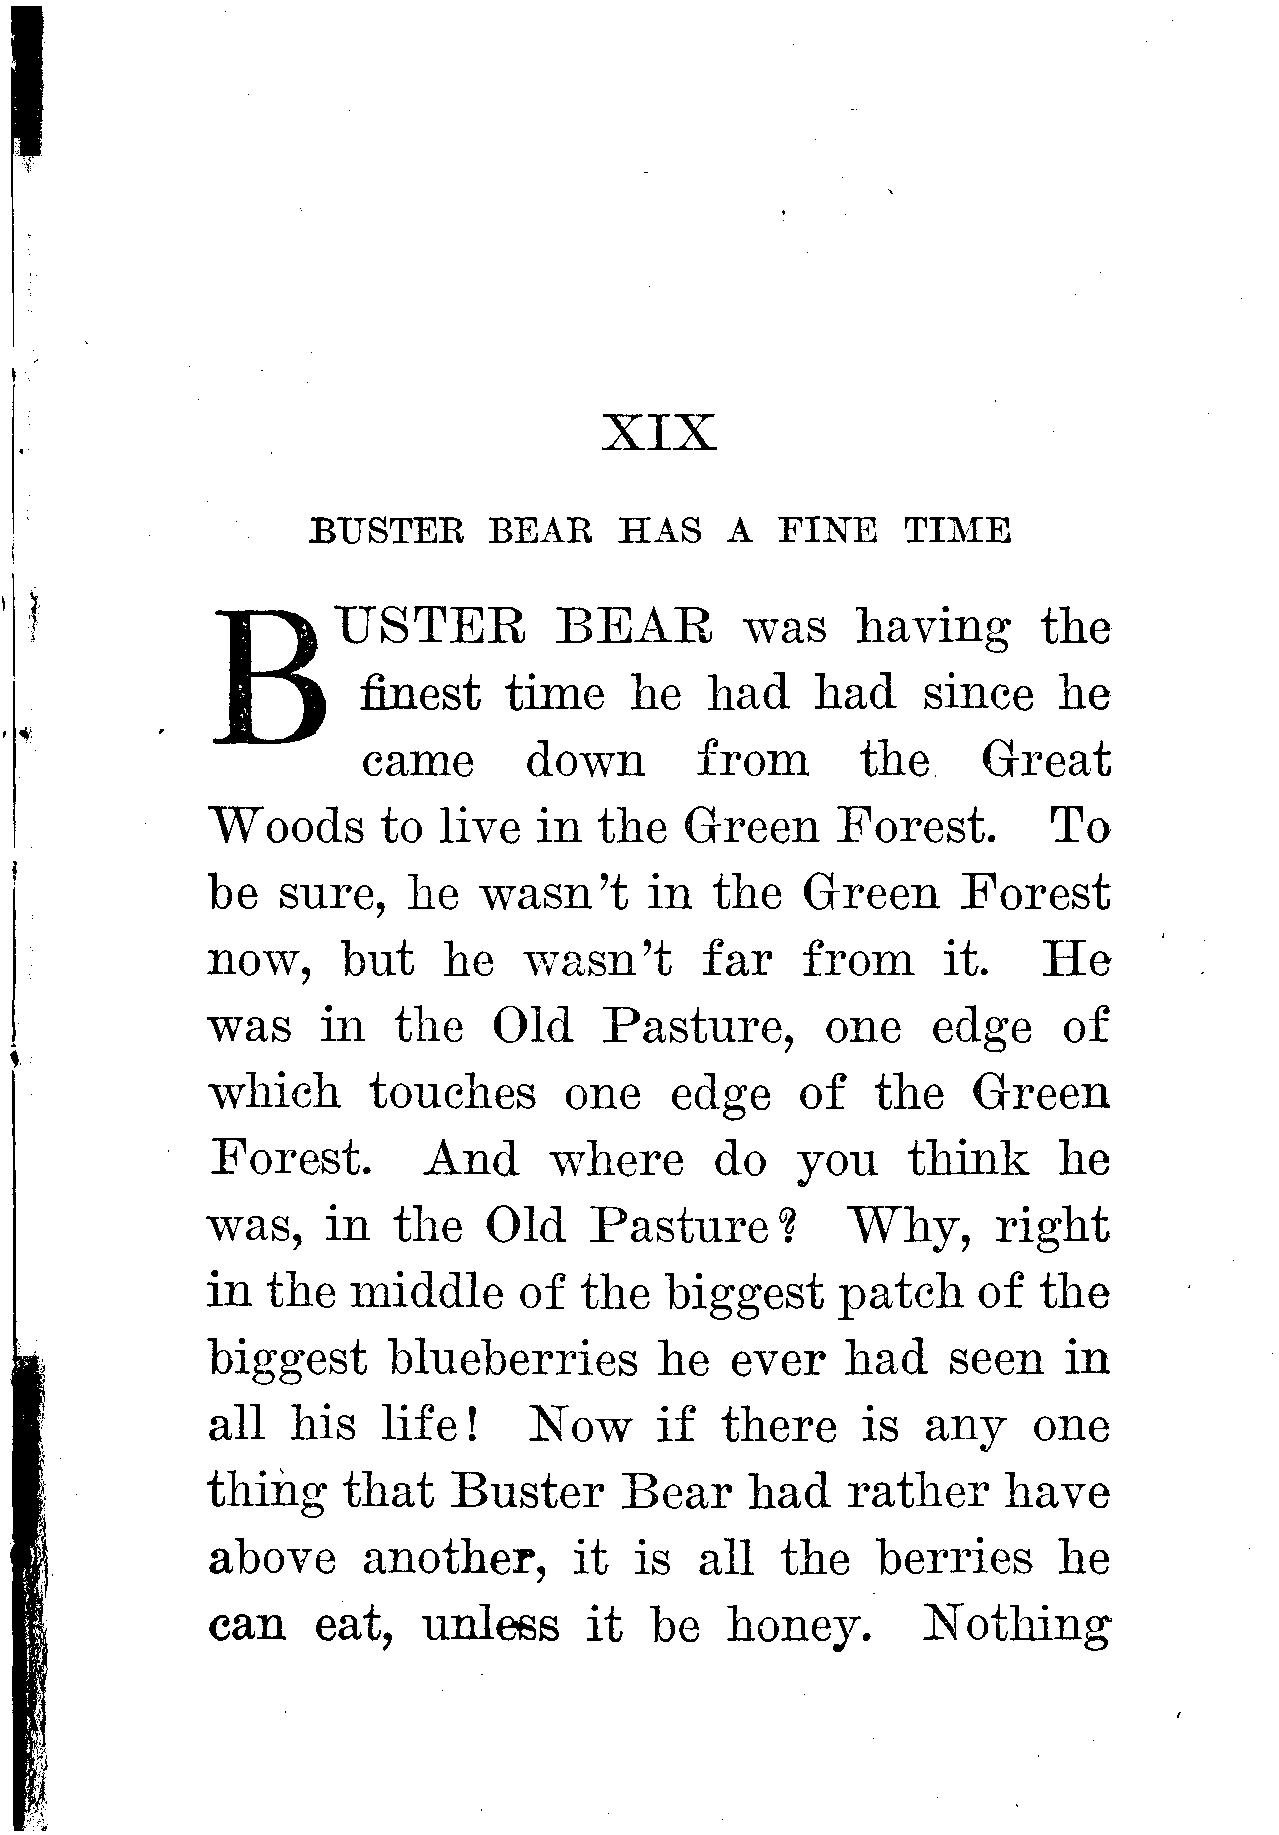 XIX
BUSTER BEAR HAS A FINE TIME
BUSTER BEAR was having the
finest time he had had since he
came down from the Great
Woods to live in the Green Forest. To
be sure, he wasn't in the Green Forest
now, but he wasn't far from it. He
was in the Old Pasture, one edge of
which touches one edge of the Green
Forest. And where do you think he
was, in the Old Pasture? Why, right
in the middle of the biggest patch of the
biggest blueberries he ever had seen in
all his life! Now if there is any one
thing that Buster Bear had rather have
above another, it is all the berries he
can eat, unless it be honey. Nothing